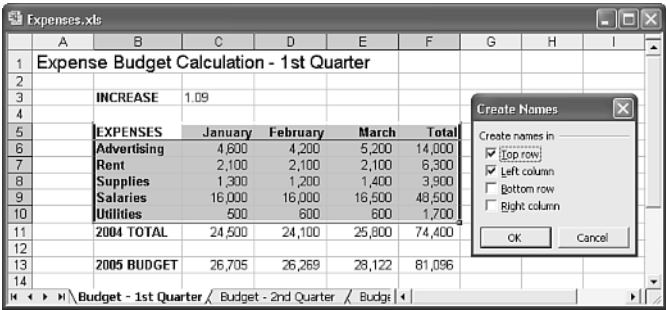 Expenses.xls
A B C D E F G H I
1 Expense Budget Calculation - 1st Quarter
2
3 INCREASE 1.09
4
5 EXPENSES January February March Total
6 Advertising 4,600 4,200 5,200 14,000
7 Rent 2,100 2,100 2,100 6,300
8 Supplies 1,300 1,200 1,400 3,900
9 Salaries 16,000 16,000 16,500 48,500
10 Utilities 500 600 600 1,700
11 2004 TOTAL 24,500 24,100 25,800 74,400
12
13 2005 BUDGET 26,705 26,269 28,122 81,096
14
Budget - 1st Quarter Budget - 2nd Quarter Budge
Create Names
Create names in
Top row
Left column
Bottom row
Right column
OK Cancel